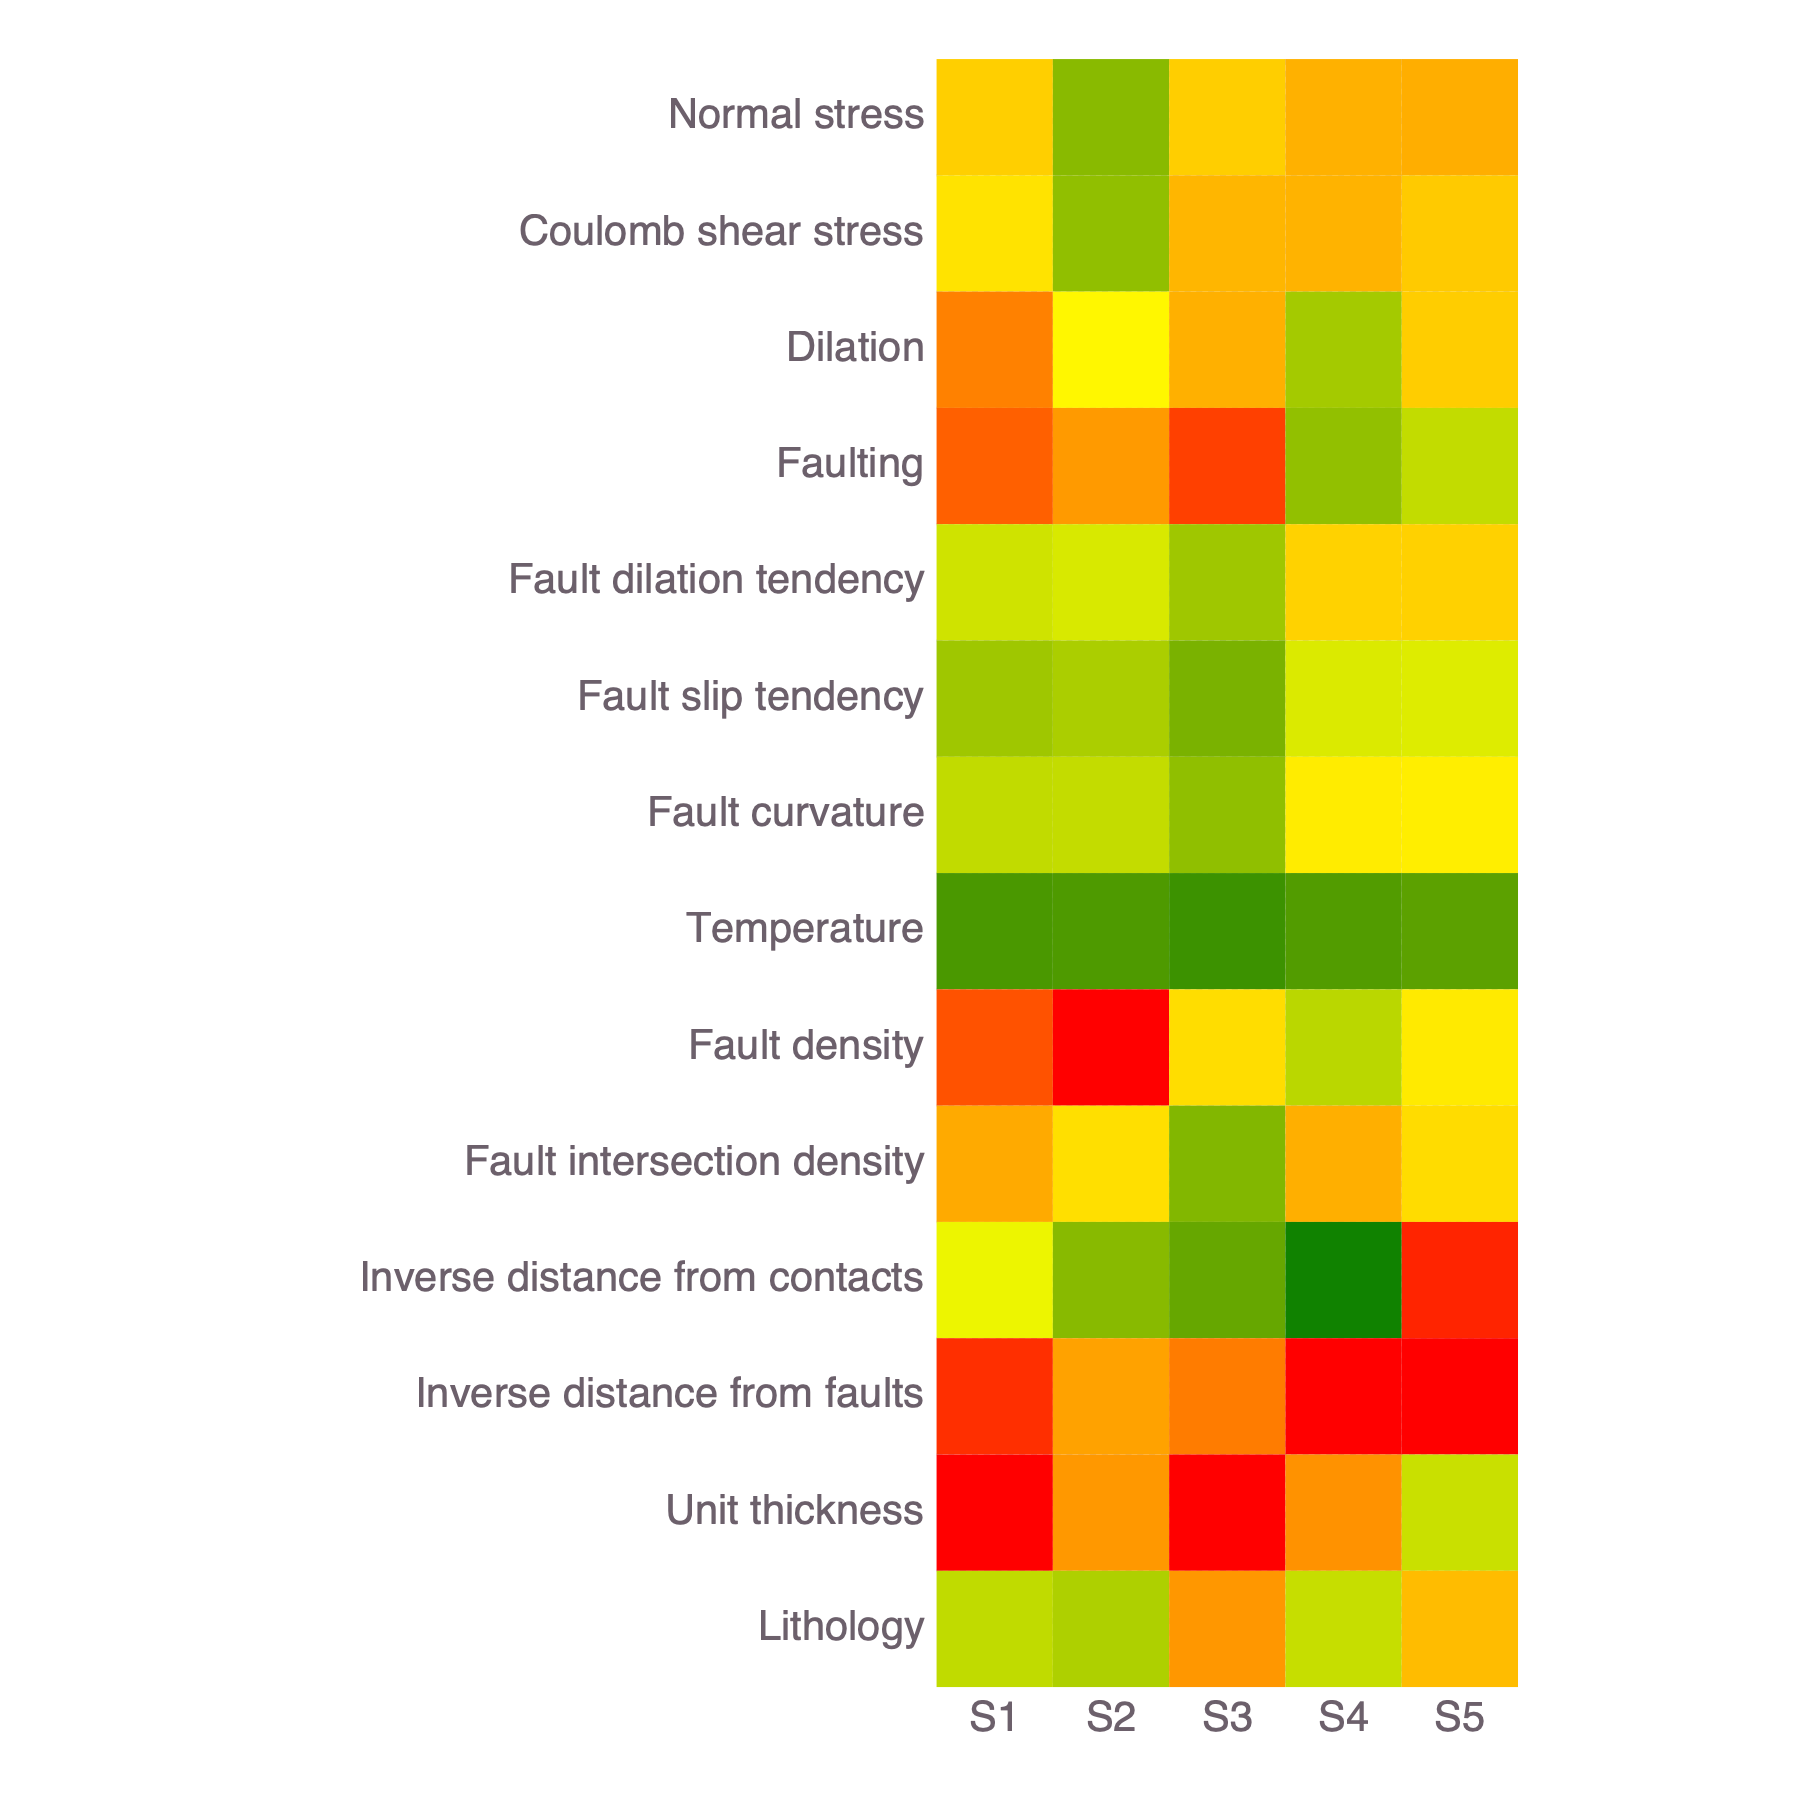 Normal stress
Coulomb shear stress
Dilation
Faulting
Fault dilation tendency
Fault slip tendency
Fault curvature
Temperature
Fault density
Fault intersection density
Inverse distance from contacts
Inverse distance from faults
Unit thickness
Lithology
S1 S2 S3 S4 S5